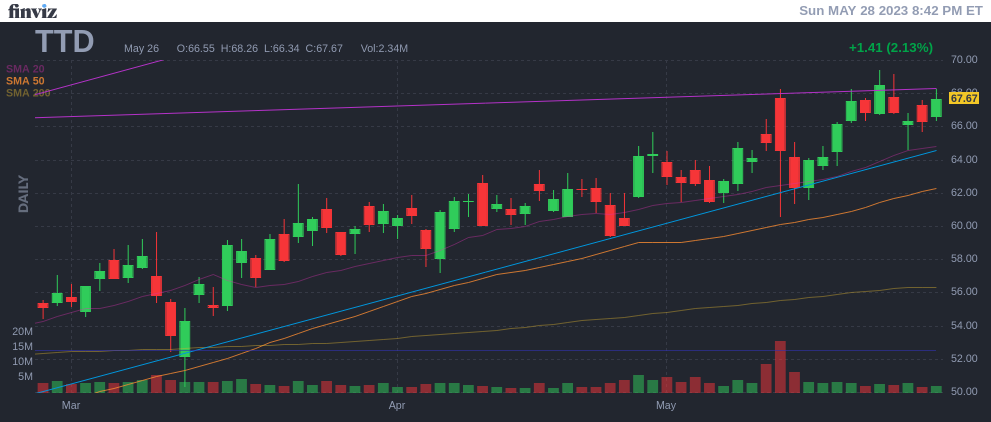 finviz
Sun MAY 28 2023 8:42 PM ET
TTD
May 26 O:66.55 H:68.26 L:66.34 C:67.67 Vol:2.34M
+1.41 (2.13%)
SMA 20
SMA 50
SMA 200
DAILY
70.00
68.00
67.67
66.00
64.00
62.00
60.00
58.00
56.00
54.00
52.00
50.00
20M
15M
10M
5M
Mar
Apr
May